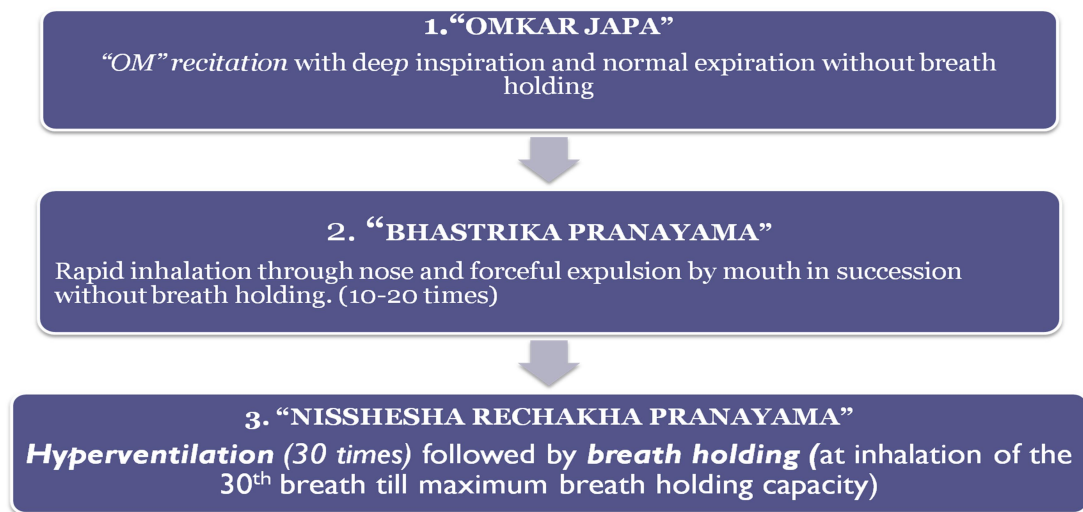 1.“OMKAR JAPA”
“OM” recitation with deep inspiration and normal expiration without breath
holding
2. “BHASTRIKA PRANAYAMA”
Rapid inhalation through nose and forceful expulsion by mouth in succession
without breath holding. (10-20 times)
3. “NISSHESHA RECHAKHA PRANAYAMA”
Hyperventilation (30 times) followed by breath holding (at inhalation of the
30th breath till maximum breath holding capacity)